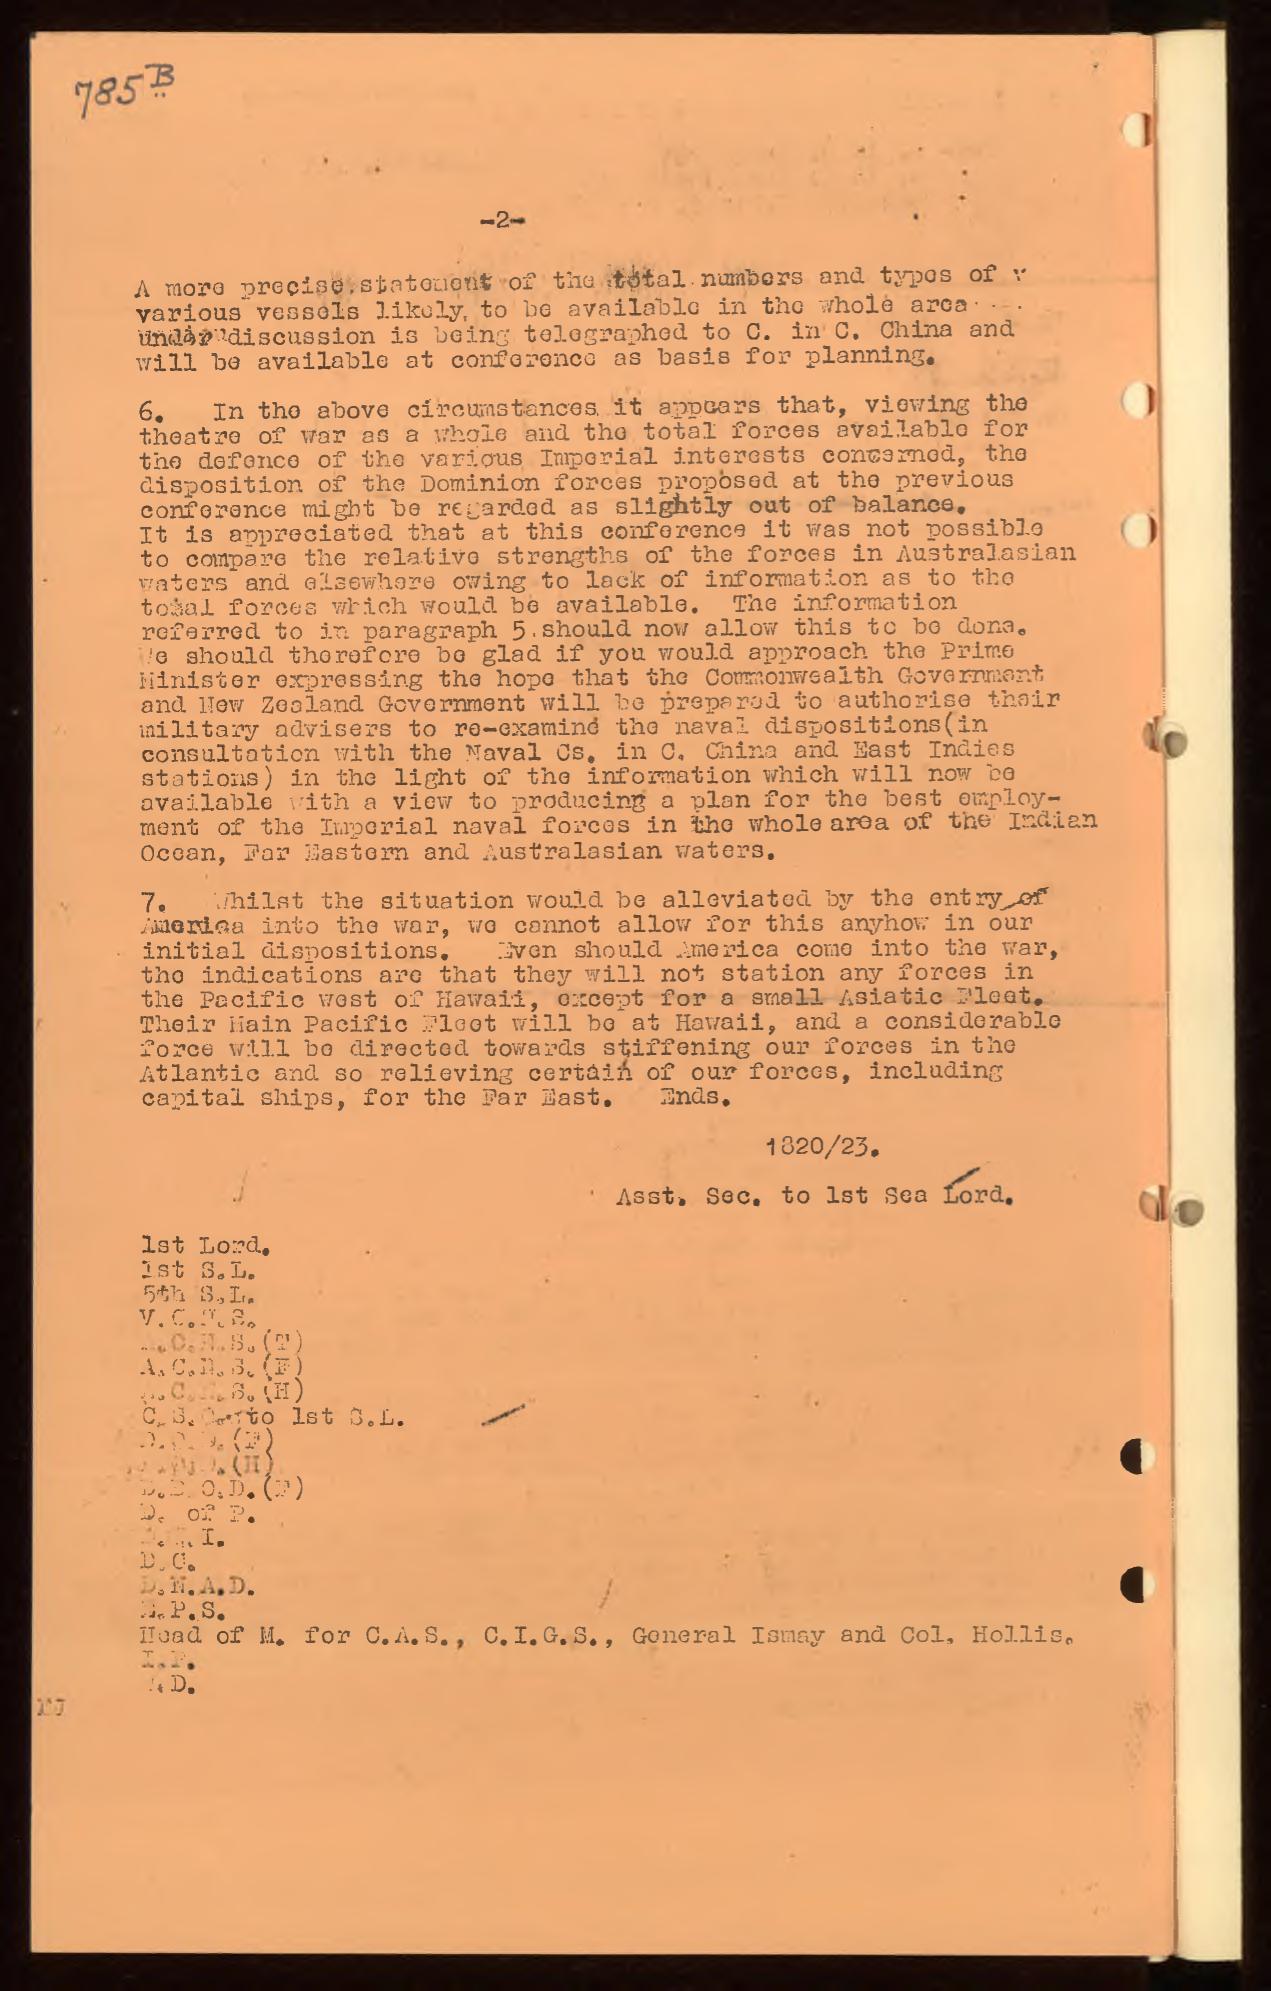 785B
-2-
A more precise statement of the total numbers and types of v
various vessels likely, to be available in the whole area
under discussion is being telegraphed to C. in C. China and
will be available at conference as basis for planning.
6. In the above circumstances it appears that, viewing the
theatre of war as a whole and the total forces available for
the defence of the various Imperial interests concerned, the
disposition of the Dominion forces proposed at the previous
conference might be regarded as slightly out of balance.
It is appreciated that at this conference it was not possible
to compare the relative strengths of the forces in Australasian
waters and elsewhere owing to lack of information as to the
total forces which would be available. The information
referred to in paragraph 5.should now allow this to be done.
We should therefore be glad if you would approach the Prime
Minister expressing the hope that the Commonwealth Government
and New Zealand Government will be prepared to authorise their
military advisers to re-examine the naval dispositions(in
consultation with the Naval Cs. in C. China and East Indies
stations) in the light of the information which will now be
available with a view to producing a plan for the best employ-
ment of the Imperial naval forces in the whole area of the Indian
Ocean, Far Eastern and Australasian waters.
7. Whilst the situation would be alleviated by the entry of
America into the war, we cannot allow for this anyhow in our
initial dispositions. Even should America come into the war,
the indications are that they will not station any forces in
the Pacific west of Hawaii, except for a small Asiatic Fleet.
Their Main Pacific Fleet will be at Hawaii, and a considerable
force will be directed towards stiffening our forces in the
Atlantic and so relieving certain of our forces, including
capital ships, for the Far East. Ends.
1820/23.
Asst. Sec. to 1st Sea Lord.
1st Lord.
1st S.L.
5th S.L.
V.C.N.S.
A.C.N.S.(T)
A.C.N.S.(F)
A.C.N.S.(H)
C.S.O. to 1st S.L.
D.O.D.(F)
D.O.D.(H)
D.D.O.D.(F)
D. of P.
D.N.I.
D.C.
D.N.A.D.
N.P.S.
Head of M. for C.A.S., C.I.G.S., General Ismay and Col. Hollis.
I.P.
D.